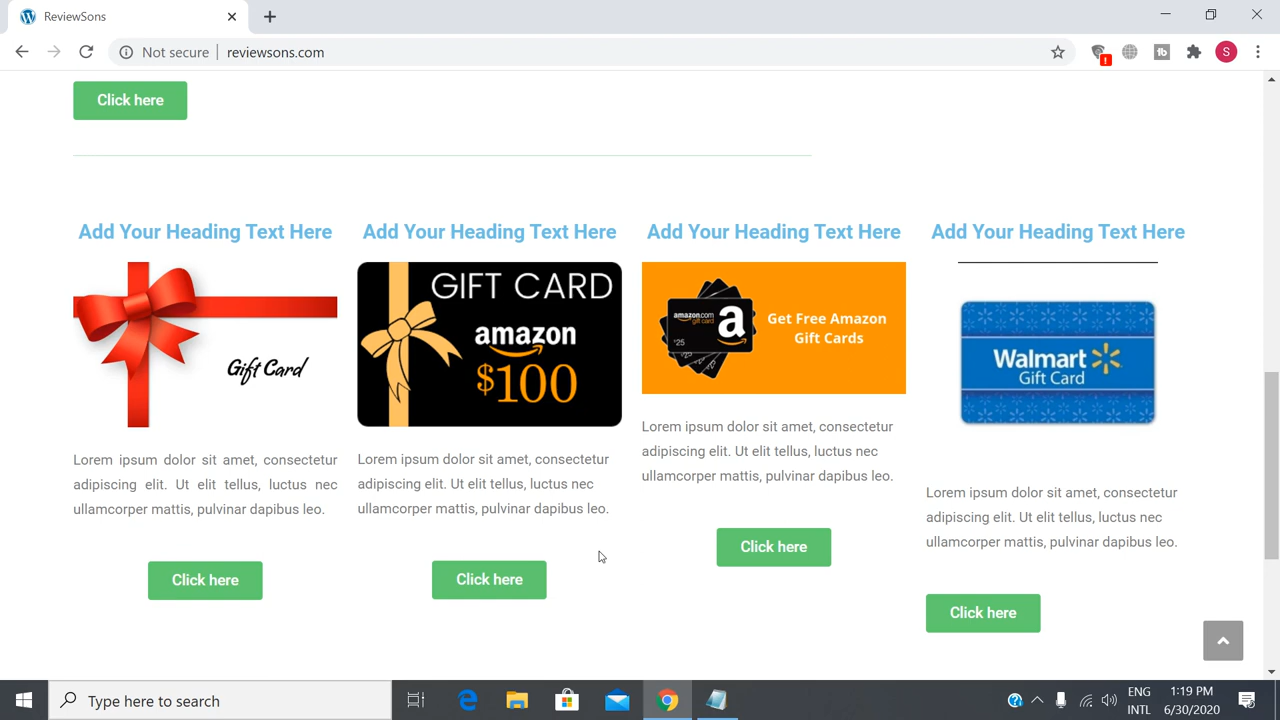 ReviewSons
Not secure
reviewsons.com
S
Click here
Add Your Heading Text Here
Gift Card
Lorem ipsum dolor sit amet, consectetur
adipiscing elit. Ut elit tellus, luctus nec
ullamcorper mattis, pulvinar dapibus leo.
Click here
Add Your Heading Text Here
GIFT CARD
amazon
$100
Lorem ipsum dolor sit amet, consectetur
adipiscing elit. Ut elit tellus, luctus nec
ullamcorper mattis, pulvinar dapibus leo.
Click here
Add Your Heading Text Here
amazon.com
gift card
a
$25
Get Free Amazon
Gift Cards
Lorem ipsum dolor sit amet, consectetur
adipiscing elit. Ut elit tellus, luctus nec
ullamcorper mattis, pulvinar dapibus leo.
Click here
Add Your Heading Text Here
Walmart
Gift Card
Lorem ipsum dolor sit amet, consectetur
adipiscing elit. Ut elit tellus, luctus nec
ullamcorper mattis, pulvinar dapibus leo.
Click here
Type here to search
ENG
INTL
1:19 PM
6/30/2020